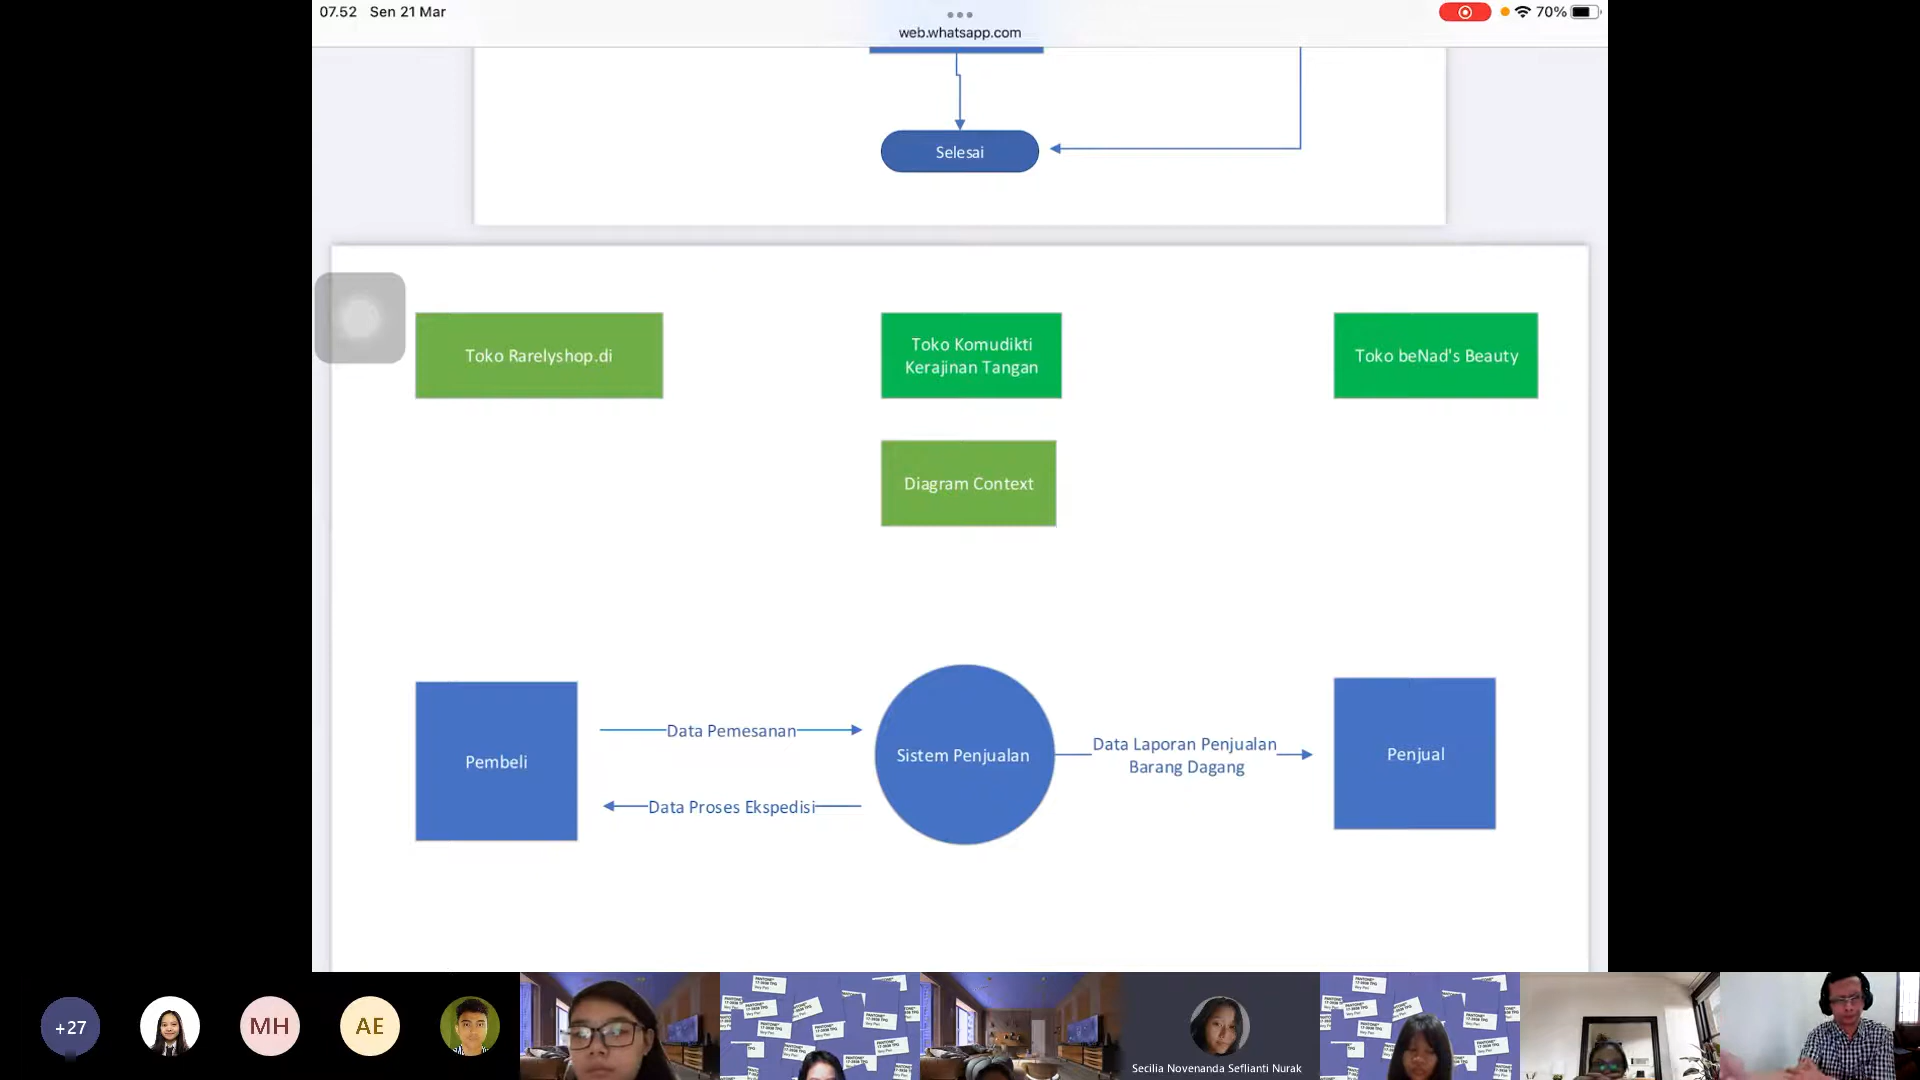 07.52 Sen 21 Mar
web.whatsapp.com
70%
Selesai
Toko Rarelyshop.di
Toko Komudikti
Kerajinan Tangan
Toko beNad's Beauty
Diagram Context
Pembeli
Data Pemesanan
Data Proses Ekspedisi
Sistem Penjualan
Data Laporan Penjualan
Barang Dagang
Penjual
+27
MH
AE
Secilia Novenanda Seflianti Nurak